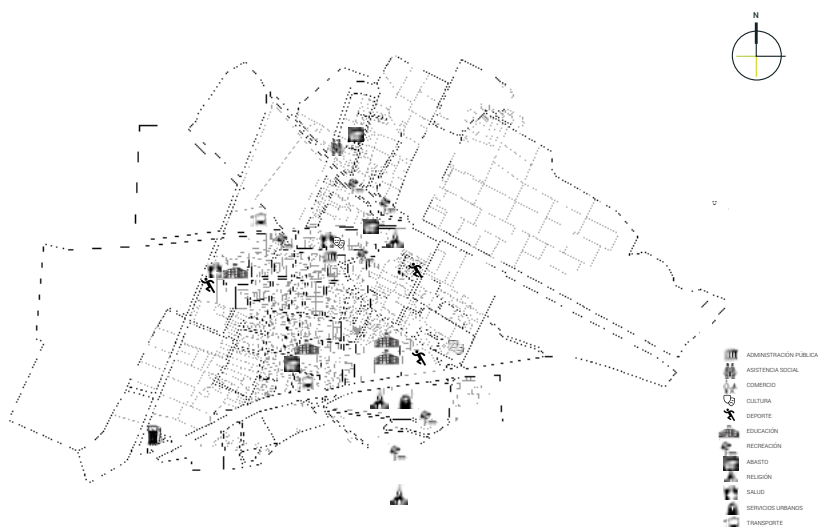 N
ADMINISTRACIÓN PÚBLICA
ASISTENCIA SOCIAL
COMERCIO
CULTURA
DEPORTE
EDUCACIÓN
RECREACIÓN
ABASTO
RELIGIÓN
SALUD
SERVICIOS URBANOS
TRANSPORTE